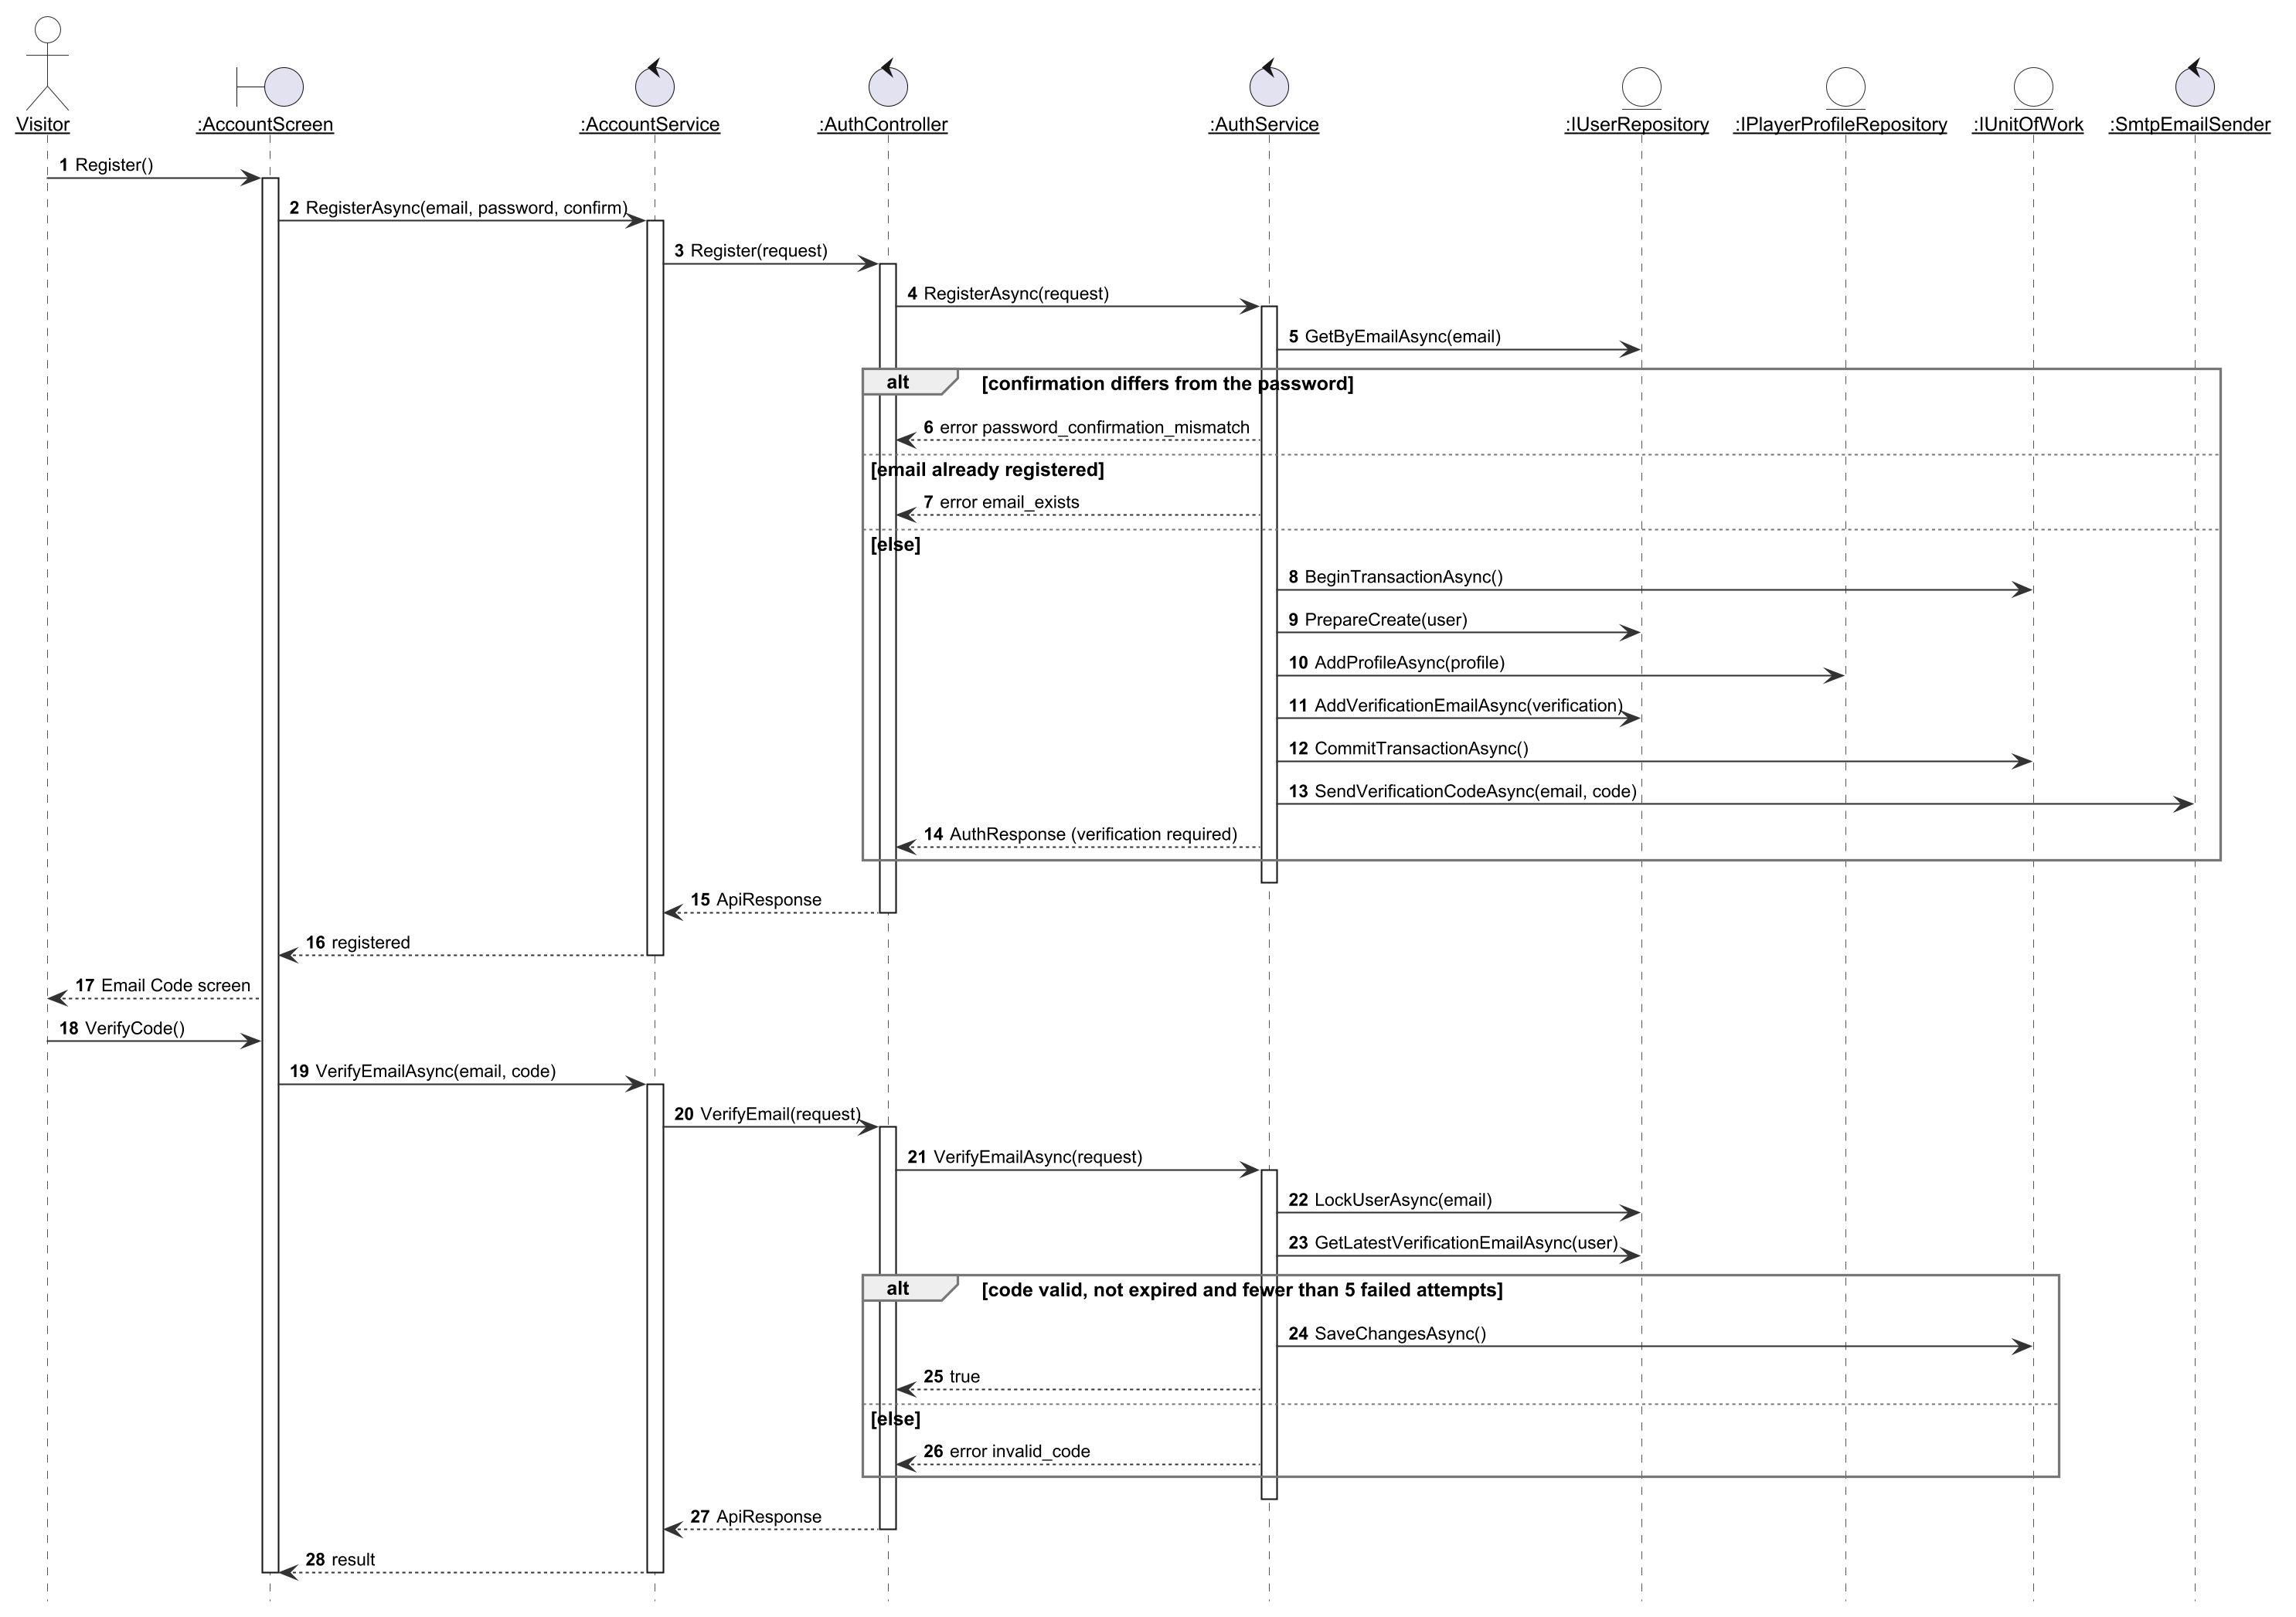 Visitor
:AccountScreen
:AccountService
:AuthController
:AuthService
:IUserRepository
:IPlayerProfileRepository
:IUnitOfWork
:SmtpEmailSender
1 Register()
2 RegisterAsync(email, password, confirm)
3 Register(request)
4 RegisterAsync(request)
5 GetByEmailAsync(email)
alt [confirmation differs from the password]
6 error password_confirmation_mismatch
[email already registered]
7 error email_exists
[else]
8 BeginTransactionAsync()
9 PrepareCreate(user)
10 AddProfileAsync(profile)
11 AddVerificationEmailAsync(verification)
12 CommitTransactionAsync()
13 SendVerificationCodeAsync(email, code)
14 AuthResponse (verification required)
15 ApiResponse
16 registered
17 Email Code screen
18 VerifyCode()
19 VerifyEmailAsync(email, code)
20 VerifyEmail(request)
21 VerifyEmailAsync(request)
22 LockUserAsync(email)
23 GetLatestVerificationEmailAsync(user)
alt [code valid, not expired and fewer than 5 failed attempts]
24 SaveChangesAsync()
25 true
[else]
26 error invalid_code
27 ApiResponse
28 result